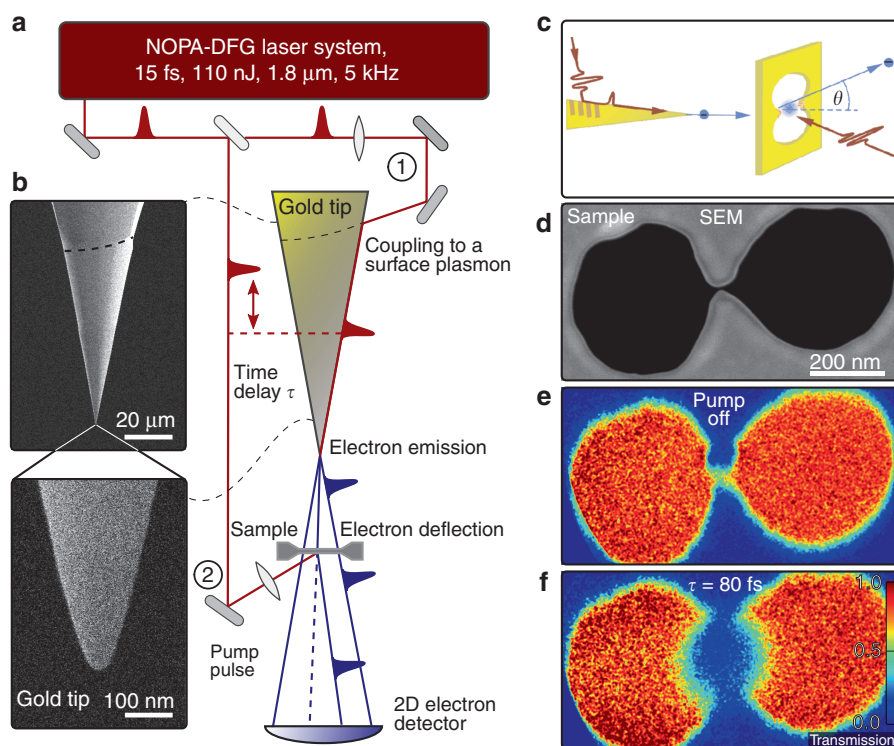 a
NOPA-DFG laser system,
15 fs, 110 nJ, 1.8 μm, 5 kHz
1
b
20 μm
Gold tip
100 nm
Gold tip
Coupling to a
surface plasmon
Time
delay τ
Electron emission
Sample
Electron deflection
2
Pump
pulse
2D electron
detector
c
θ
d
Sample
SEM
200 nm
e
Pump
off
f
τ = 80 fs
1.0
0.5
0.0
Transmission